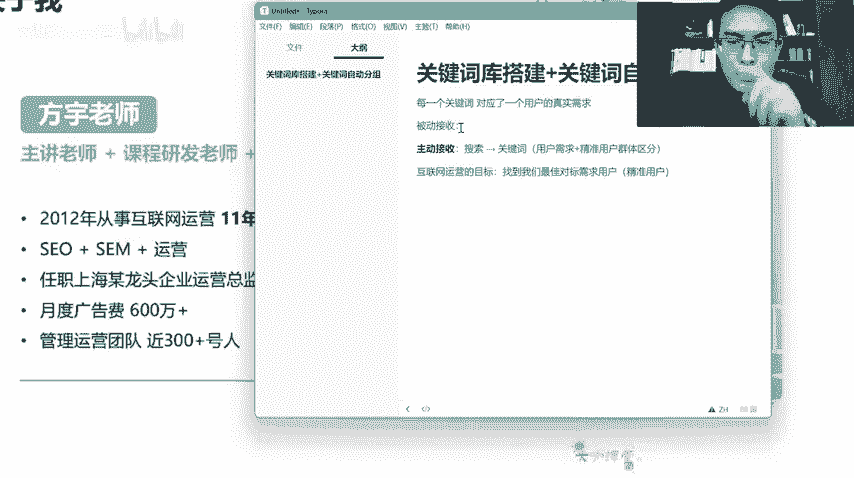 关于我
bilibili
方宇老师
主讲老师 + 课程研发老师 +
• 2012年从事互联网运营 11年
• SEO + SEM + 运营
• 任职上海某龙头企业运营总监
• 月度广告费 600万+
• 管理运营团队 近300+号人
Untitled• - Typora
文件(F) 编辑(E) 段落(P) 格式(O) 视图(V) 主题(T) 帮助(H)
文件 大纲
关键词库搭建+关键词自动分组
关键词库搭建+关键词自
每一个关键词 对应了一个用户的真实需求
被动接收:
主动接收：搜索 → 关键词（用户需求+精准用户群体区分）
互联网运营的目标：找到我们最佳对标需求用户（精准用户）
ZH